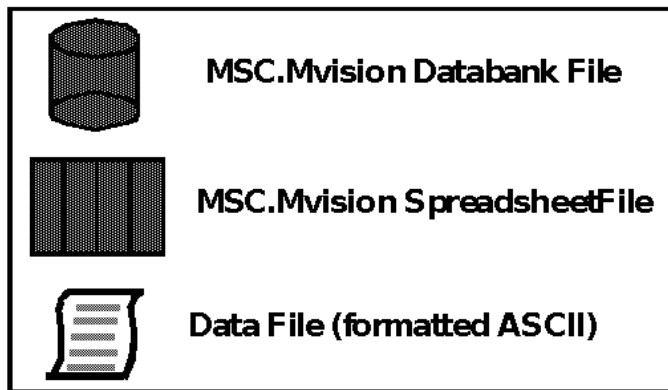 MSC.Mvision Databank File
MSC.Mvision SpreadsheetFile
Data File (formatted ASCII)